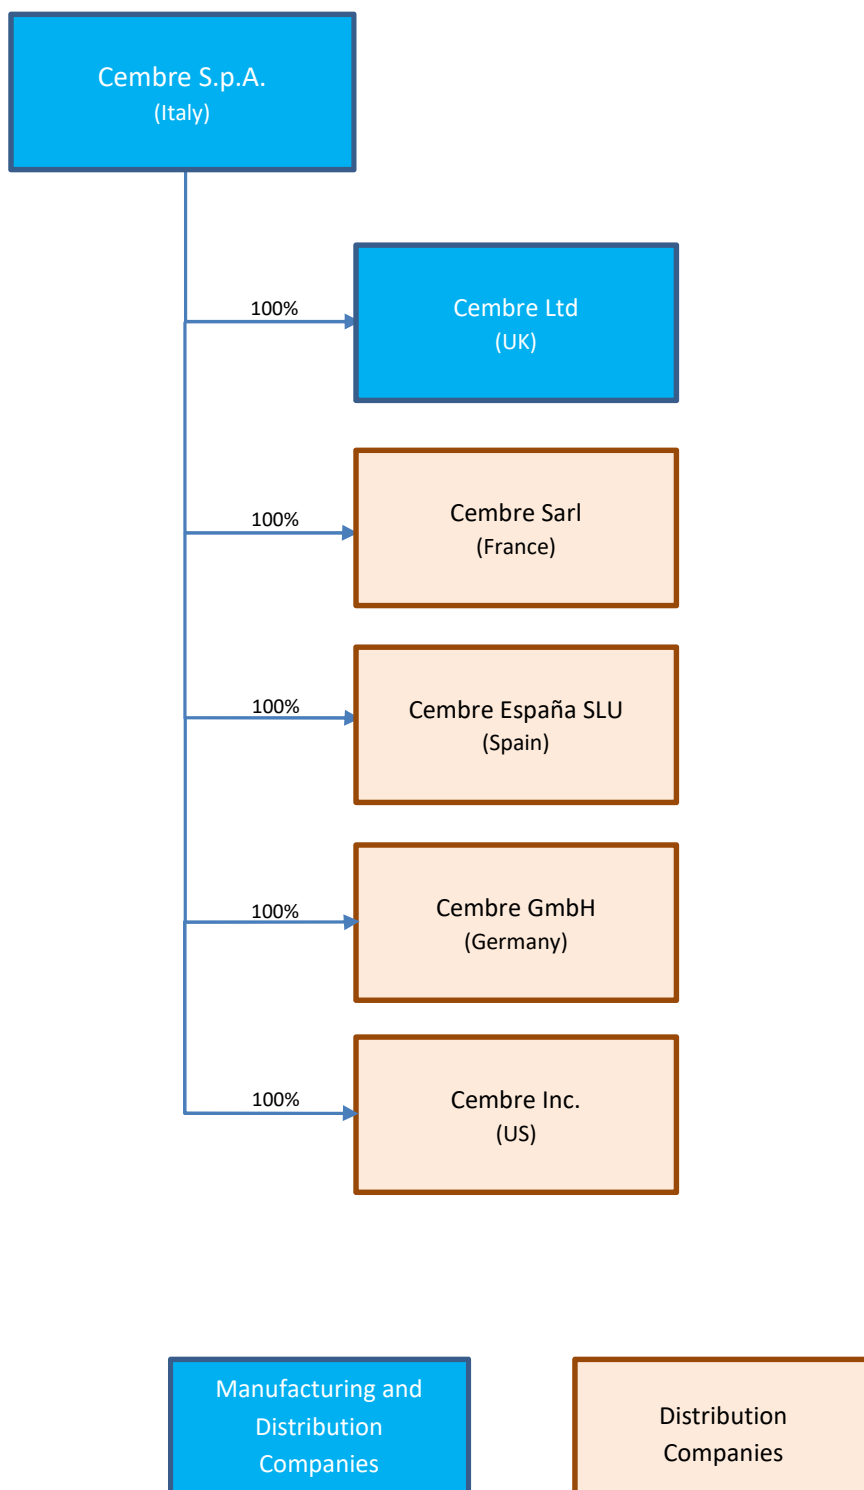 Cembre S.p.A.
(Italy)
100%
Cembre Ltd
(UK)
100%
Cembre Sarl
(France)
100%
Cembre España SLU
(Spain)
100%
Cembre GmbH
(Germany)
100%
Cembre Inc.
(US)
Manufacturing and
Distribution
Companies
Distribution
Companies